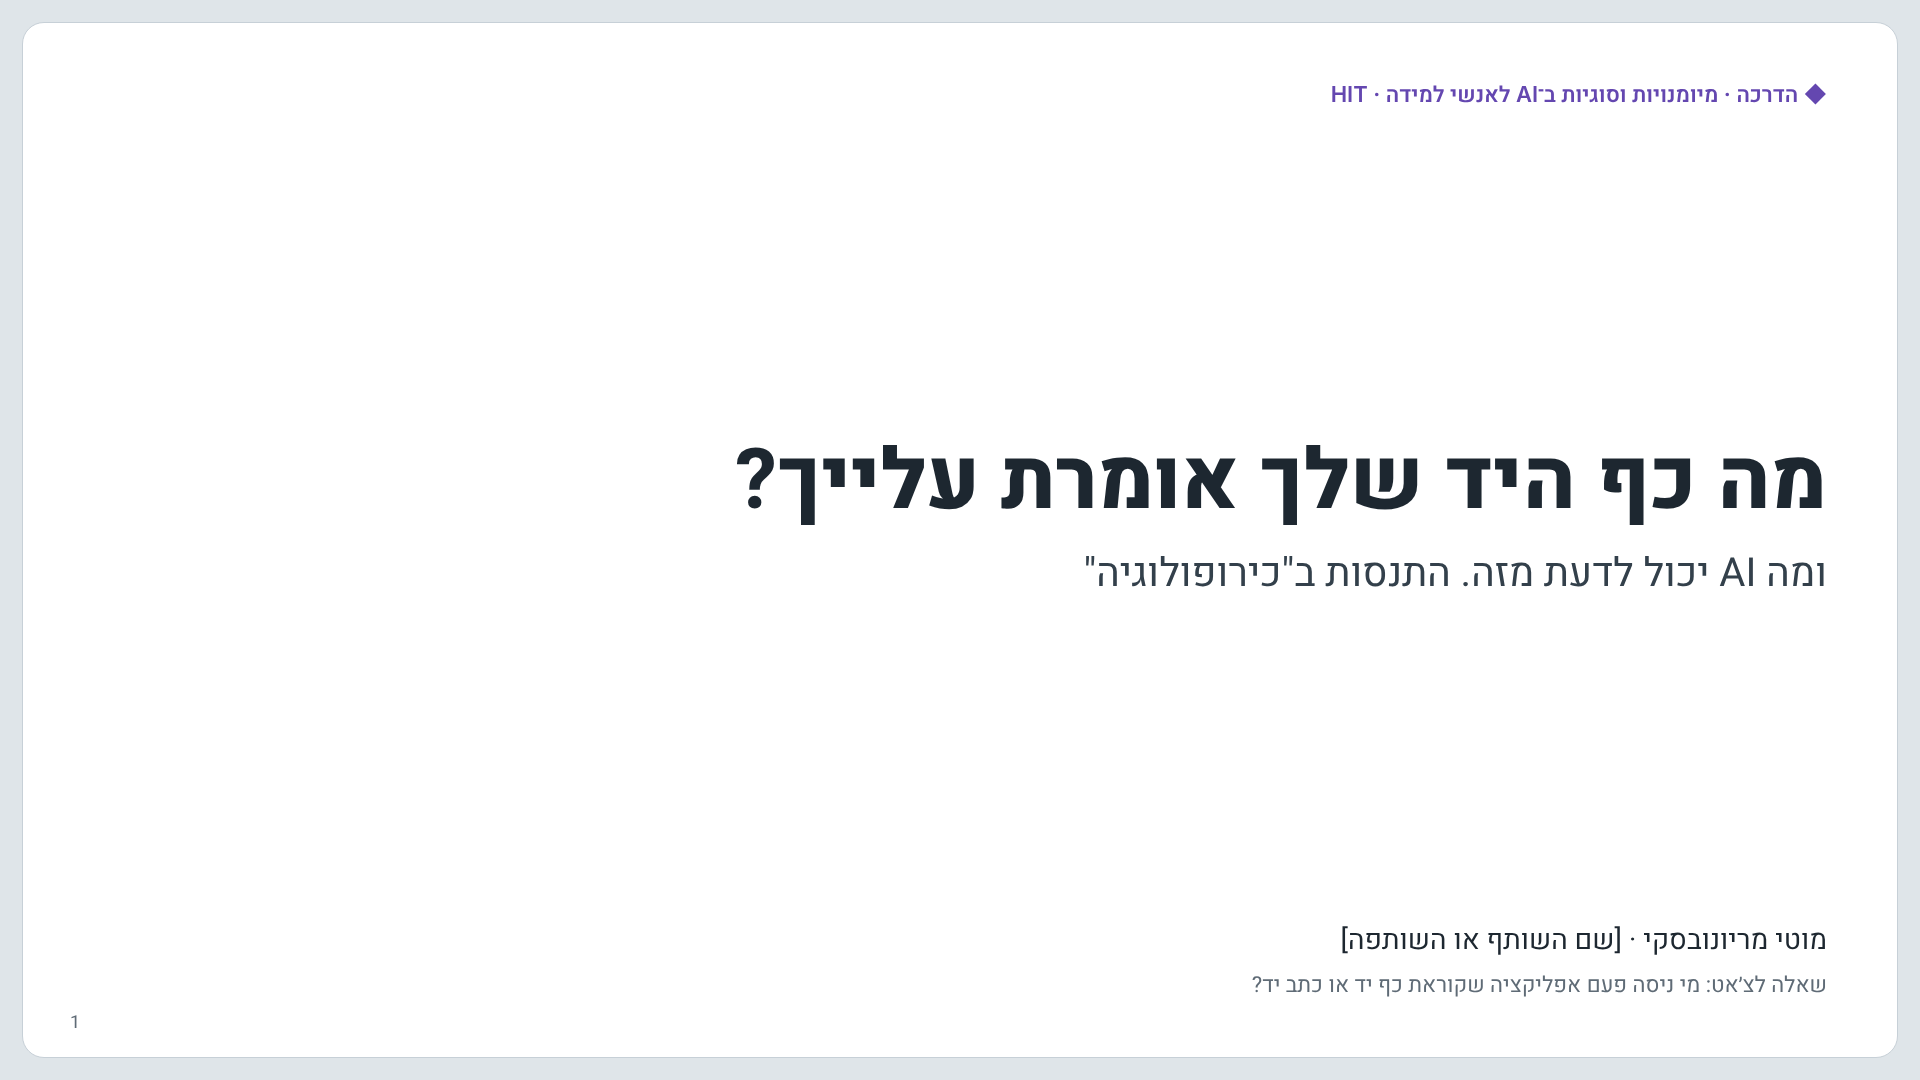 הדרכה · מיומנויות וסוגיות ב־AI לאנשי למידה · HIT
מה כף היד שלך אומרת עלייך?
ומה AI יכול לדעת מזה. התנסות ב"כירופולוגיה"
מוטי מריונובסקי · [שם השותף או השותפה]
שאלה לצ׳אט: מי ניסה פעם אפליקציה שקוראת כף יד או כתב יד?
1